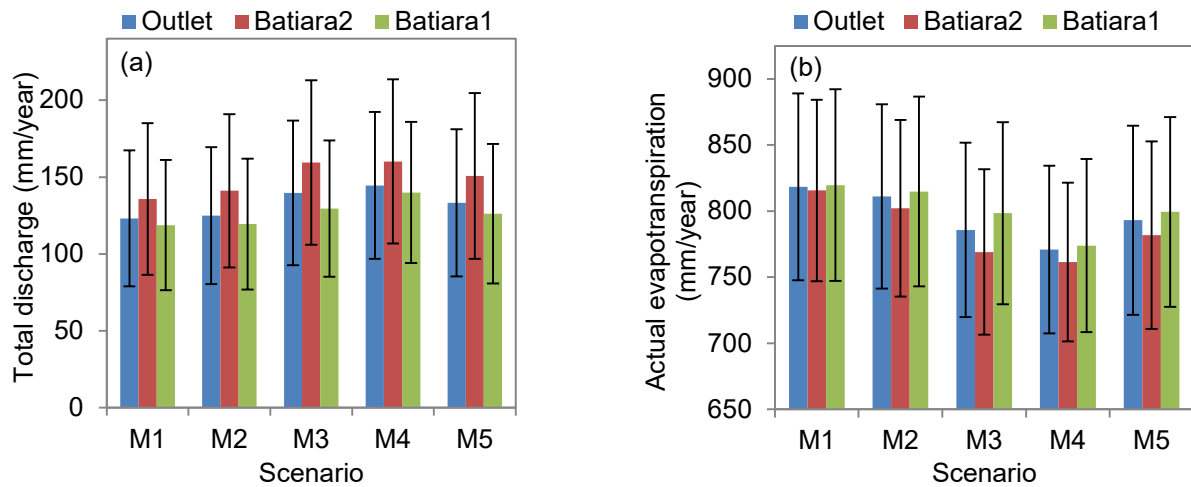 Outlet Batiara2 Batiara1
(a)
Total discharge (mm/year)
200
150
100
50
0
M1 M2 M3 M4 M5
Scenario
Outlet Batiara2 Batiara1
(b)
Actual evapotranspiration
(mm/year)
900
850
800
750
700
650
M1 M2 M3 M4 M5
Scenario